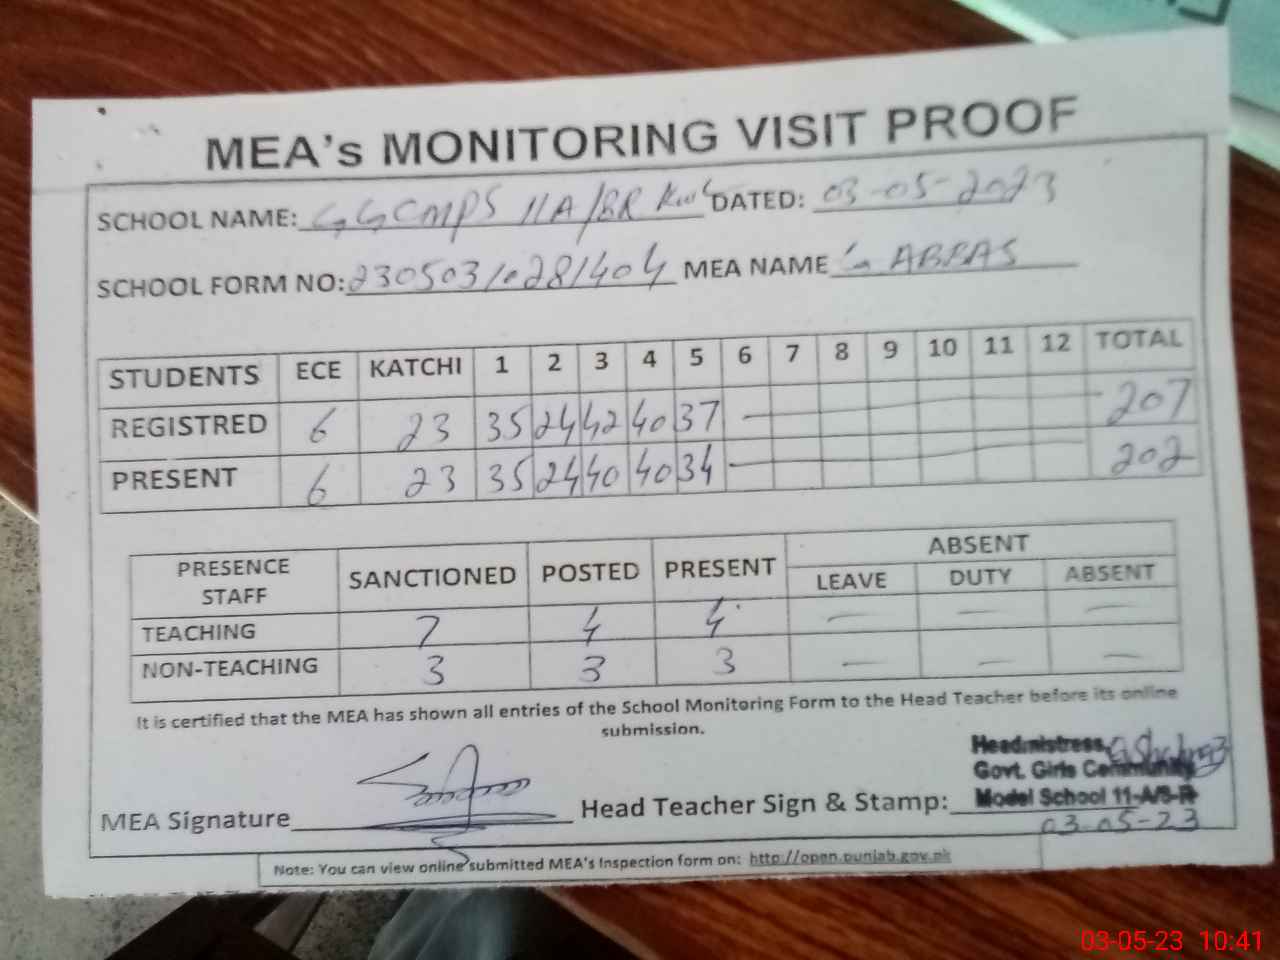 MEA's MONITORING VISIT PROOF
SCHOOL NAME: GGCMPS 11A/8R DATED: 03-05-2023
SCHOOL FORM NO: 23050310281404 MEA NAME G ABBAS
STUDENTS ECE KATCHI 1 2 3 4 5 6 7 8 9 10 11 12 TOTAL
REGISTRED 6 23 35 24 42 40 37 — 207
PRESENT 6 23 35 24 40 40 34 — 202
PRESENCE STAFF SANCTIONED POSTED PRESENT ABSENT
LEAVE DUTY ABSENT
TEACHING 7 4 4 — — —
NON-TEACHING 3 3 3 — — —
It is certified that the MEA has shown all entries of the School Monitoring Form to the Head Teacher before its online
submission.
Headmistress
Govt. Girls Community
Model School 11-A/8-R
MEA Signature Head Teacher Sign & Stamp:
03-05-23
Note: You can view online submitted MEA's Inspection form on: http://open.punjab.gov.pk
03-05-23 10:41